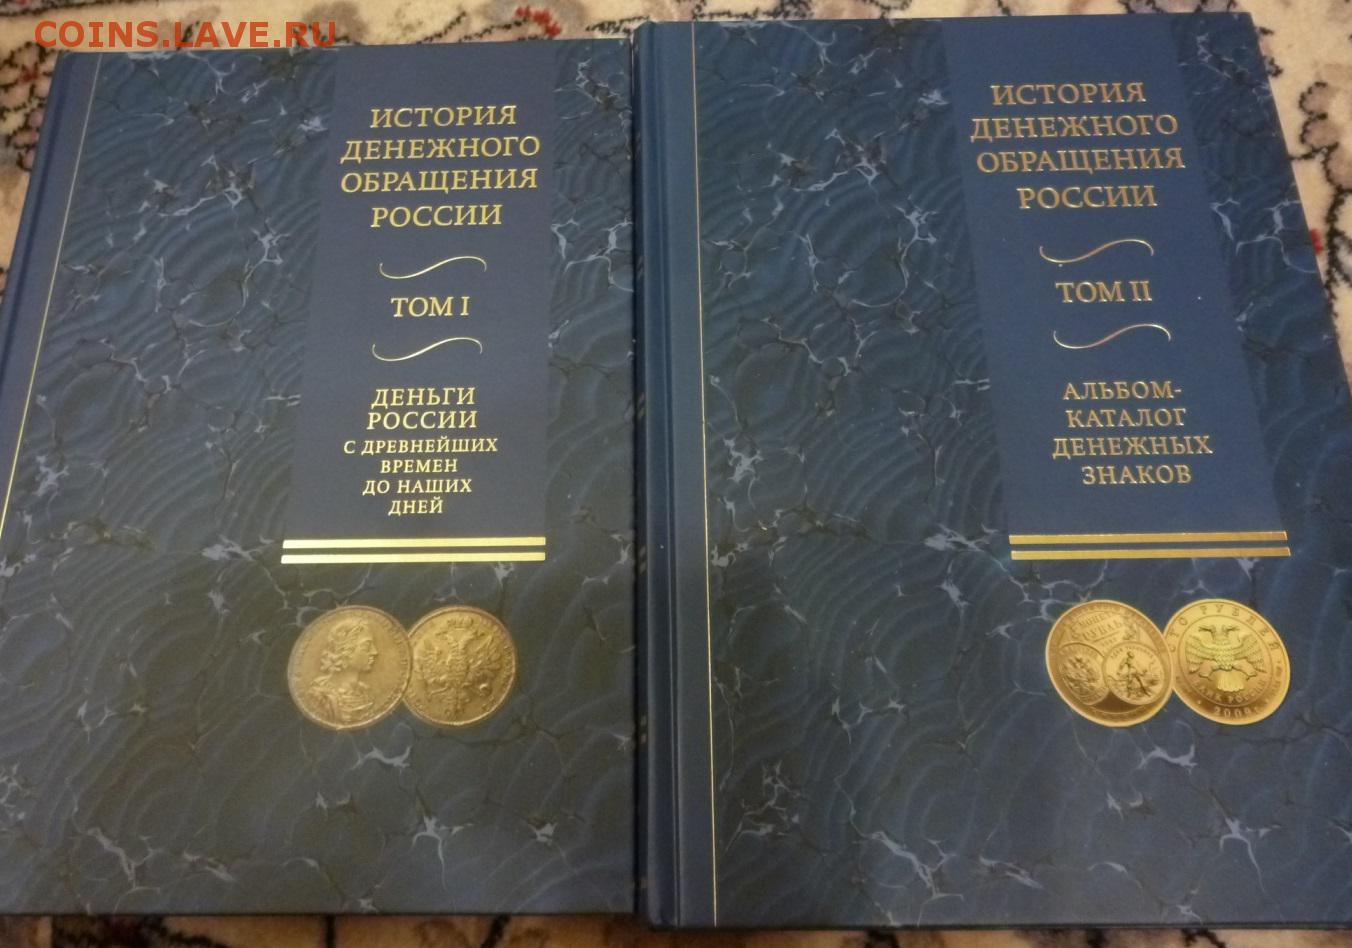 COINS.LAVE.RU
ИСТОРИЯ
ДЕНЕЖНОГО
ОБРАЩЕНИЯ
РОССИИ
ТОМ I
ДЕНЬГИ
РОССИИ
С ДРЕВНЕЙШИХ
ВРЕМЕН
ДО НАШИХ
ДНЕЙ
ИСТОРИЯ
ДЕНЕЖНОГО
ОБРАЩЕНИЯ
РОССИИ
ТОМ II
АЛЬБОМ-
КАТАЛОГ
ДЕНЕЖНЫХ
ЗНАКОВ
СТО РУБЛЕЙ
2009 г.